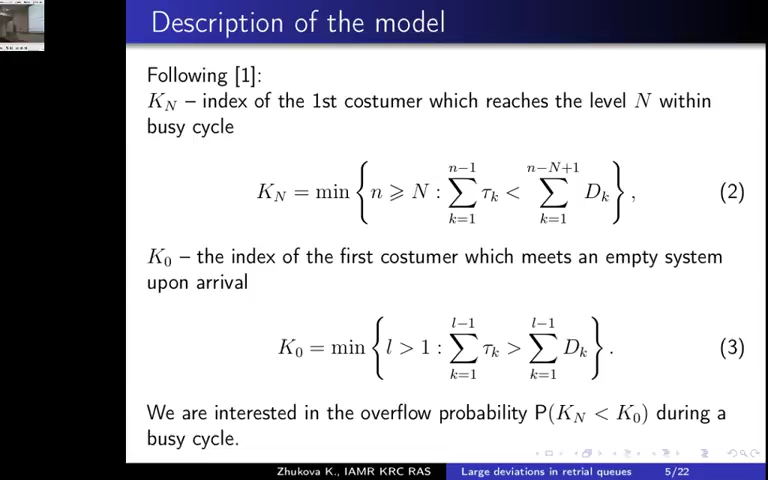 Description of the model
Following [1]:
K_N – index of the 1st costumer which reaches the level N within
busy cycle
K_N = min { n ⩾ N : ∑_{k=1}^{n−1} τ_k < ∑_{k=1}^{n−N+1} D_k } , (2)
K_0 – the index of the first costumer which meets an empty system
upon arrival
K_0 = min { l > 1 : ∑_{k=1}^{l−1} τ_k > ∑_{k=1}^{l−1} D_k } . (3)
We are interested in the overflow probability P(K_N < K_0) during a
busy cycle.
Zhukova K., IAMR KRC RAS Large deviations in retrial queues 5/22